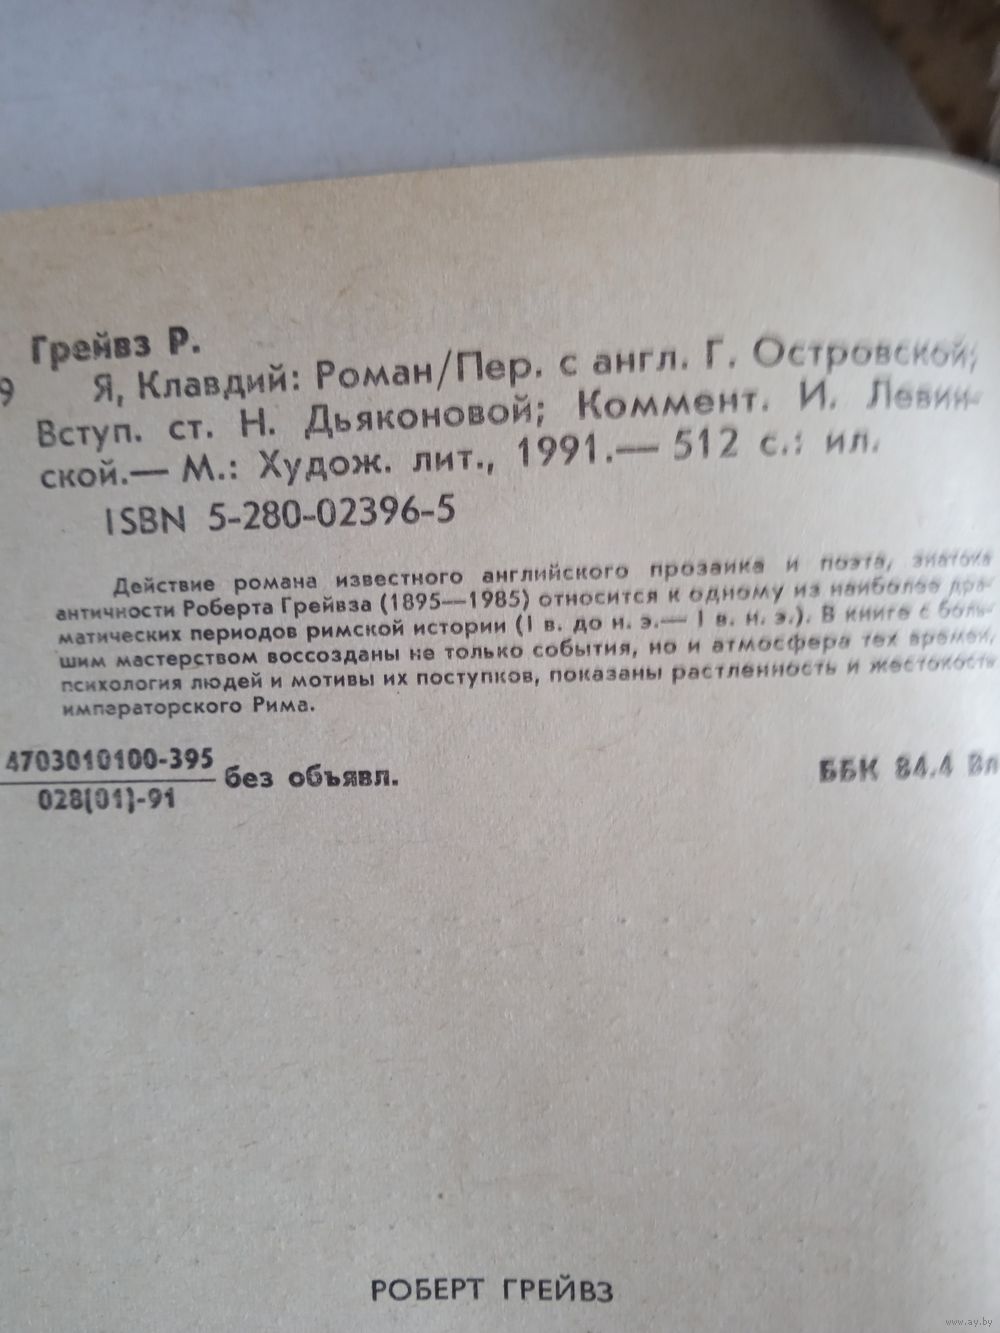 Грейвз Р.
9 Я, Клавдий: Роман/Пер. с англ. Г. Островской;
Вступ. ст. Н. Дьяконовой; Коммент. И. Левин-
ской.— М.: Худож. лит., 1991.— 512 с.: ил.
ISBN 5-280-02396-5
Действие романа известного английского прозаика и поэта, знатока
античности Роберта Грейвза (1895—1985) относится к одному из наиболее дра-
матических периодов римской истории (I в. до н. э.— I в. н. э.). В книге с боль-
шим мастерством воссозданы не только события, но и атмосфера тех времен,
психология людей и мотивы их поступков, показаны растленность и жестокость
императорского Рима.
4703010100-395
028(01)-91
без объявл.
ББК 84.4 Вл
РОБЕРТ ГРЕЙВЗ
www.ay.by